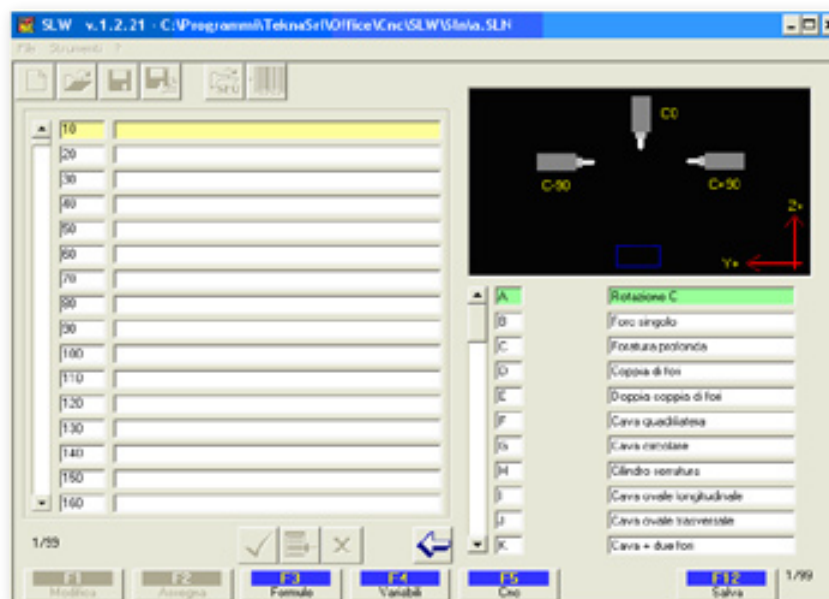 SLW v.1.2.21 - C:\Programmi\TeknaSrl\Office\Cnc\SLW\Sln\a.SLN
File Strumenti ?
C0
C-90
C+90
Z+
Y+
10
20
30
40
50
60
70
80
90
100
110
120
130
140
150
160
A Rotazione C
B Foro singolo
C Foratura profonda
D Coppia di fori
E Doppia coppia di fori
F Cava quadrilatera
G Cava circolare
H Cilindro serratura
I Cava ovale longitudinale
J Cava ovale trasversale
K Cava + due fori
1/99
F1 Modifica
F2 Assegna
F3 Formule
F4 Variabili
F5 Cnc
F12 Salva
1/99